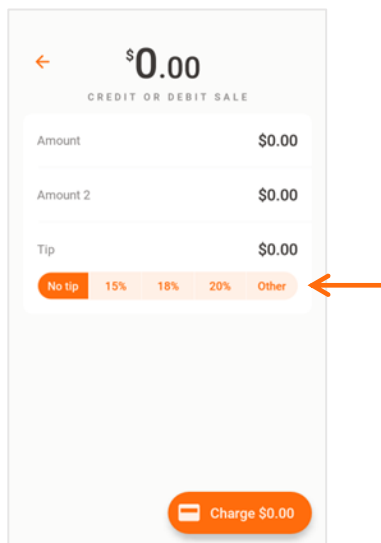 $0.00
CREDIT OR DEBIT SALE
Amount $0.00
Amount 2 $0.00
Tip $0.00
No tip 15% 18% 20% Other
Charge $0.00